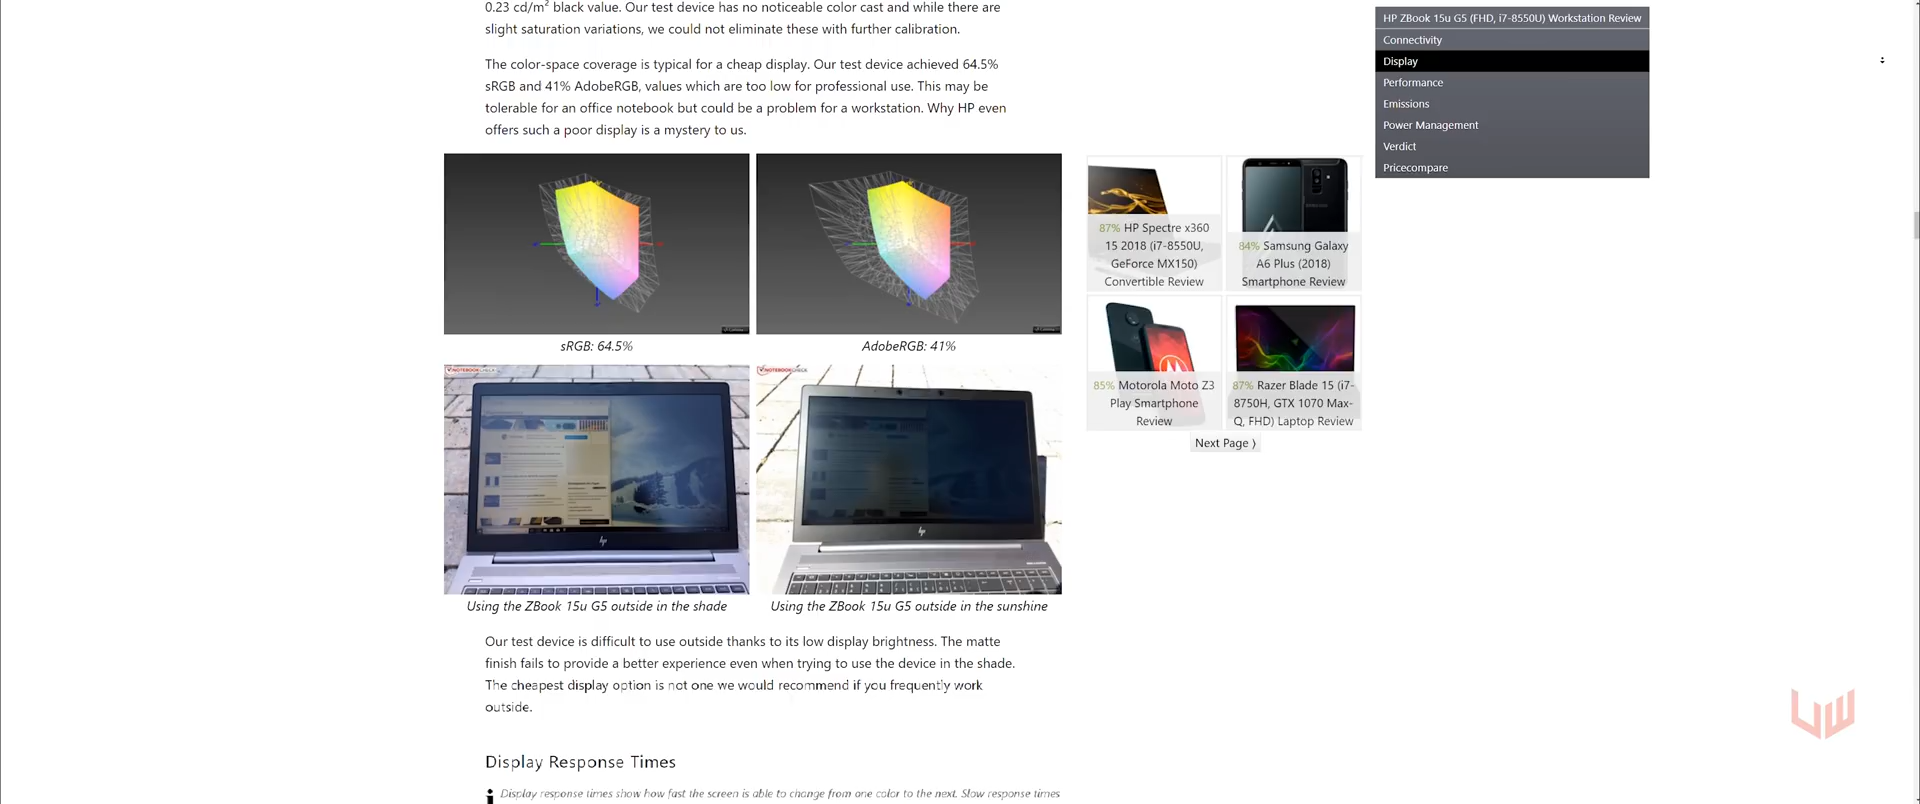 0.23 cd/m² black value. Our test device has no noticeable color cast and while there are
slight saturation variations, we could not eliminate these with further calibration.
The color-space coverage is typical for a cheap display. Our test device achieved 64.5%
sRGB and 41% AdobeRGB, values which are too low for professional use. This may be
tolerable for an office notebook but could be a problem for a workstation. Why HP even
offers such a poor display is a mystery to us.
sRGB: 64.5%
AdobeRGB: 41%
NOTEBOOKCHECK
NOTEBOOKCHECK
hp
hp
Using the ZBook 15u G5 outside in the shade
Using the ZBook 15u G5 outside in the sunshine
Our test device is difficult to use outside thanks to its low display brightness. The matte
finish fails to provide a better experience even when trying to use the device in the shade.
The cheapest display option is not one we would recommend if you frequently work
outside.
Display Response Times
Display response times show how fast the screen is able to change from one color to the next. Slow response times
87% HP Spectre x360
15 2018 (i7-8550U,
GeForce MX150)
Convertible Review
84% Samsung Galaxy
A6 Plus (2018)
Smartphone Review
85% Motorola Moto Z3
Play Smartphone
Review
87% Razer Blade 15 (i7-
8750H, GTX 1070 Max-
Q, FHD) Laptop Review
Next Page ⟩
HP ZBook 15u G5 (FHD, i7-8550U) Workstation Review
Connectivity
Display
Performance
Emissions
Power Management
Verdict
Pricecompare